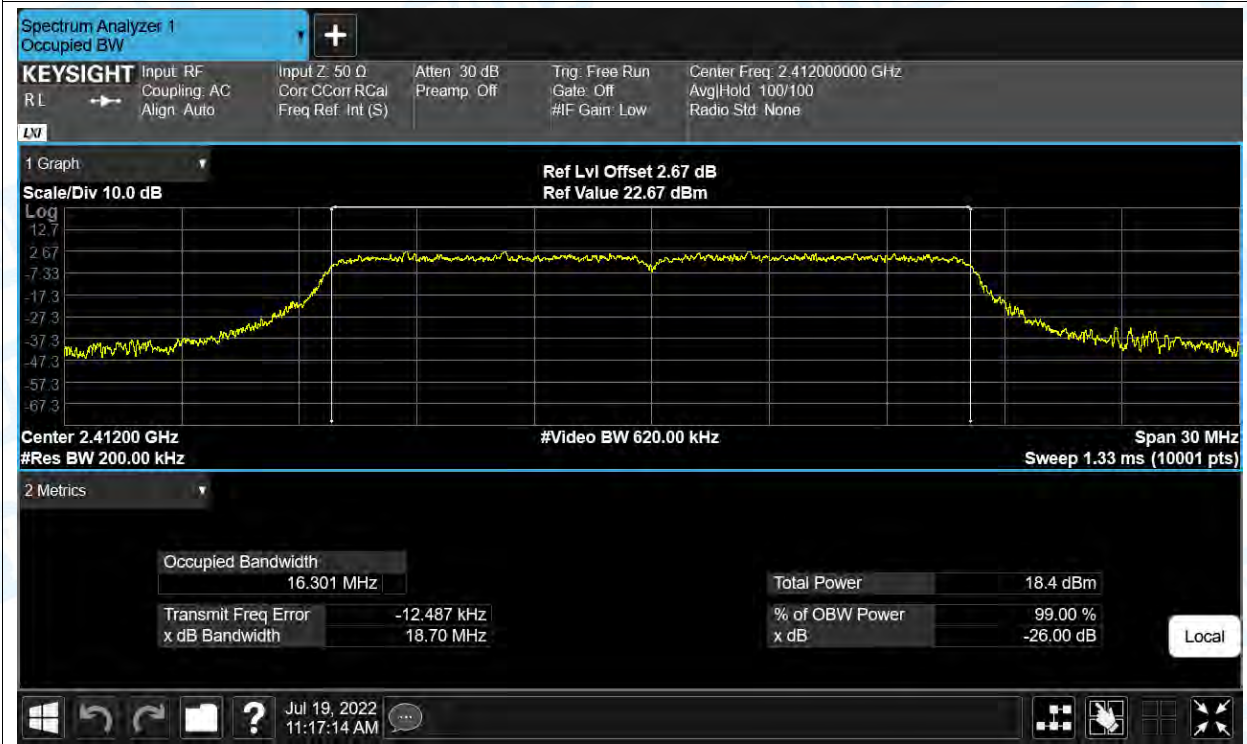 Spectrum Analyzer 1
Occupied BW
KEYSIGHT Input: RF Input Z: 50 Ω Atten: 30 dB Trig: Free Run Center Freq: 2.412000000 GHz
R L Coupling: AC Corr CCorr RCal Preamp: Off Gate: Off Avg|Hold: 100/100
Align: Auto Freq Ref: Int (S) #IF Gain: Low Radio Std: None
LXI
1 Graph
Ref Lvl Offset 2.67 dB
Scale/Div 10.0 dB Ref Value 22.67 dBm
Log
12.7
2.67
-7.33
-17.3
-27.3
-37.3
-47.3
-57.3
-67.3
Center 2.41200 GHz #Video BW 620.00 kHz Span 30 MHz
#Res BW 200.00 kHz Sweep 1.33 ms (10001 pts)
2 Metrics
Occupied Bandwidth
16.301 MHz Total Power 18.4 dBm
Transmit Freq Error -12.487 kHz % of OBW Power 99.00 %
x dB Bandwidth 18.70 MHz x dB -26.00 dB
Local
? Jul 19, 2022
11:17:14 AM